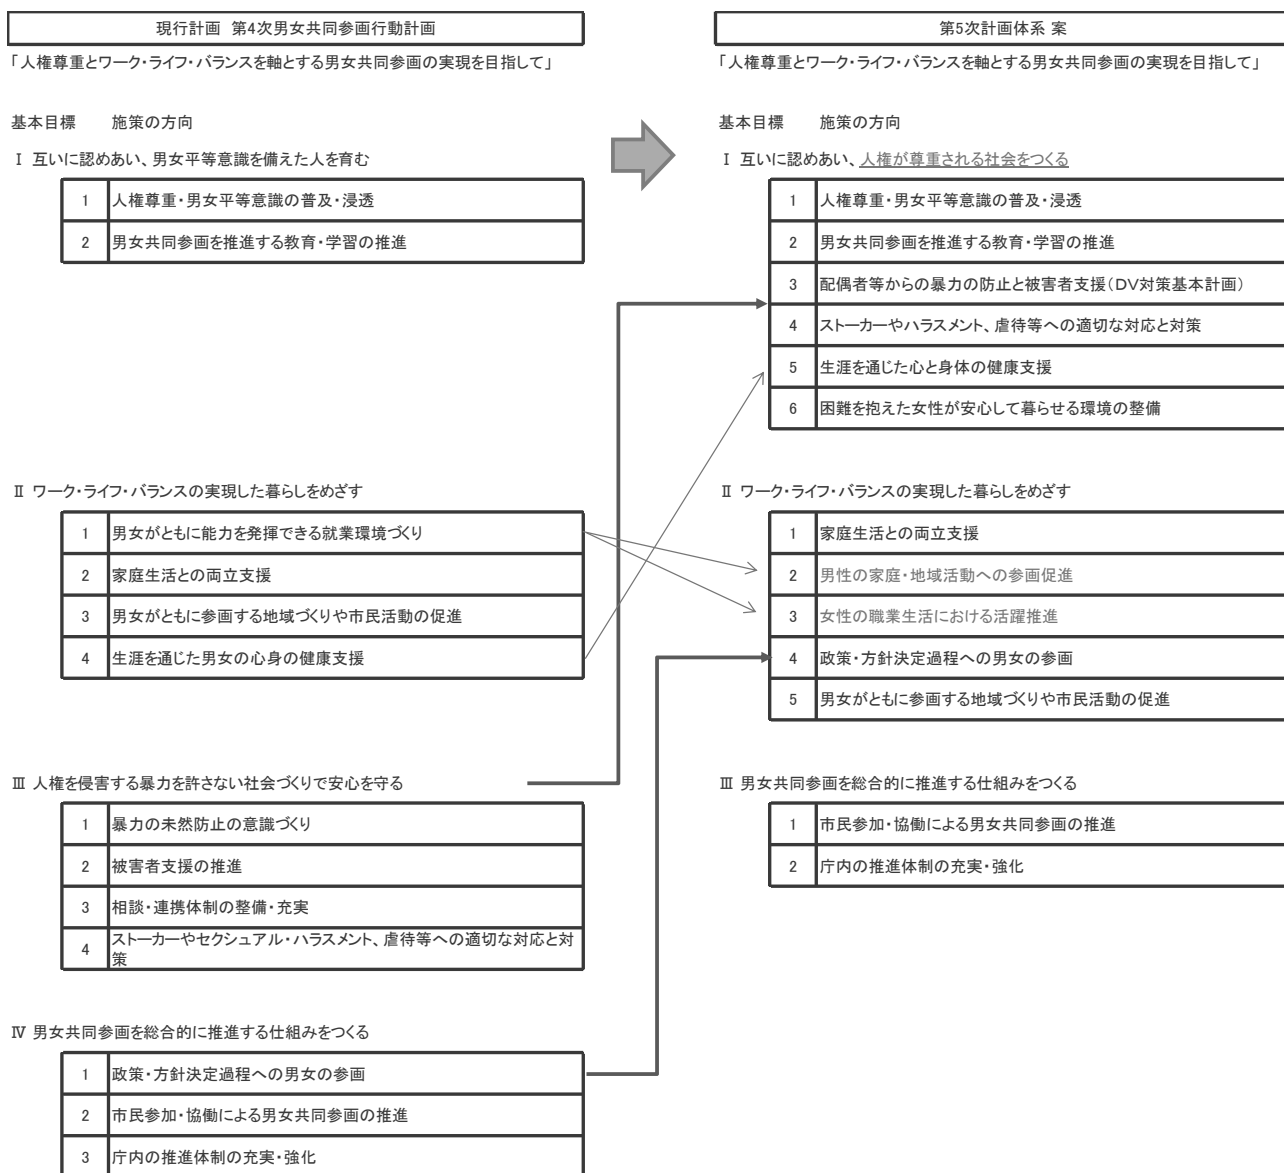 現行計画 第4次男女共同参画行動計画
「人権尊重とワーク・ライフ・バランスを軸とする男女共同参画の実現を目指して」
基本目標 施策の方向
Ⅰ 互いに認めあい、男女平等意識を備えた人を育む
1 人権尊重・男女平等意識の普及・浸透
2 男女共同参画を推進する教育・学習の推進
Ⅱ ワーク・ライフ・バランスの実現した暮らしをめざす
1 男女がともに能力を発揮できる就業環境づくり
2 家庭生活との両立支援
3 男女がともに参画する地域づくりや市民活動の促進
4 生涯を通じた男女の心身の健康支援
Ⅲ 人権を侵害する暴力を許さない社会づくりで安心を守る
1 暴力の未然防止の意識づくり
2 被害者支援の推進
3 相談・連携体制の整備・充実
4 ストーカーやセクシュアル・ハラスメント、虐待等への適切な対応と対
策
Ⅳ 男女共同参画を総合的に推進する仕組みをつくる
1 政策・方針決定過程への男女の参画
2 市民参加・協働による男女共同参画の推進
3 庁内の推進体制の充実・強化
第5次計画体系 案
「人権尊重とワーク・ライフ・バランスを軸とする男女共同参画の実現を目指して」
基本目標 施策の方向
Ⅰ 互いに認めあい、人権が尊重される社会をつくる
1 人権尊重・男女平等意識の普及・浸透
2 男女共同参画を推進する教育・学習の推進
3 配偶者等からの暴力の防止と被害者支援（DV対策基本計画）
4 ストーカーやハラスメント、虐待等への適切な対応と対策
5 生涯を通じた心と身体の健康支援
6 困難を抱えた女性が安心して暮らせる環境の整備
Ⅱ ワーク・ライフ・バランスの実現した暮らしをめざす
1 家庭生活との両立支援
2 男性の家庭・地域活動への参画促進
3 女性の職業生活における活躍推進
4 政策・方針決定過程への男女の参画
5 男女がともに参画する地域づくりや市民活動の促進
Ⅲ 男女共同参画を総合的に推進する仕組みをつくる
1 市民参加・協働による男女共同参画の推進
2 庁内の推進体制の充実・強化